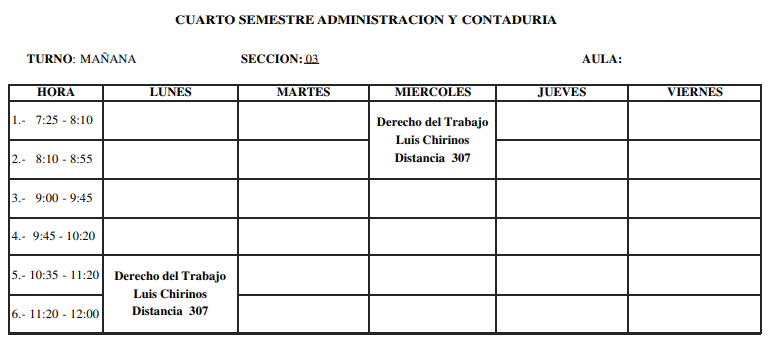 CUARTO SEMESTRE ADMINISTRACION Y CONTADURIA
TURNO: MAÑANA SECCION: 03 AULA:
HORA LUNES MARTES MIERCOLES JUEVES VIERNES
1.- 7:25 - 8:10
Derecho del Trabajo
Luis Chirinos
Distancia 307
2.- 8:10 - 8:55
3.- 9:00 - 9:45
4.- 9:45 - 10:20
5.- 10:35 - 11:20
Derecho del Trabajo
Luis Chirinos
Distancia 307
6.- 11:20 - 12:00